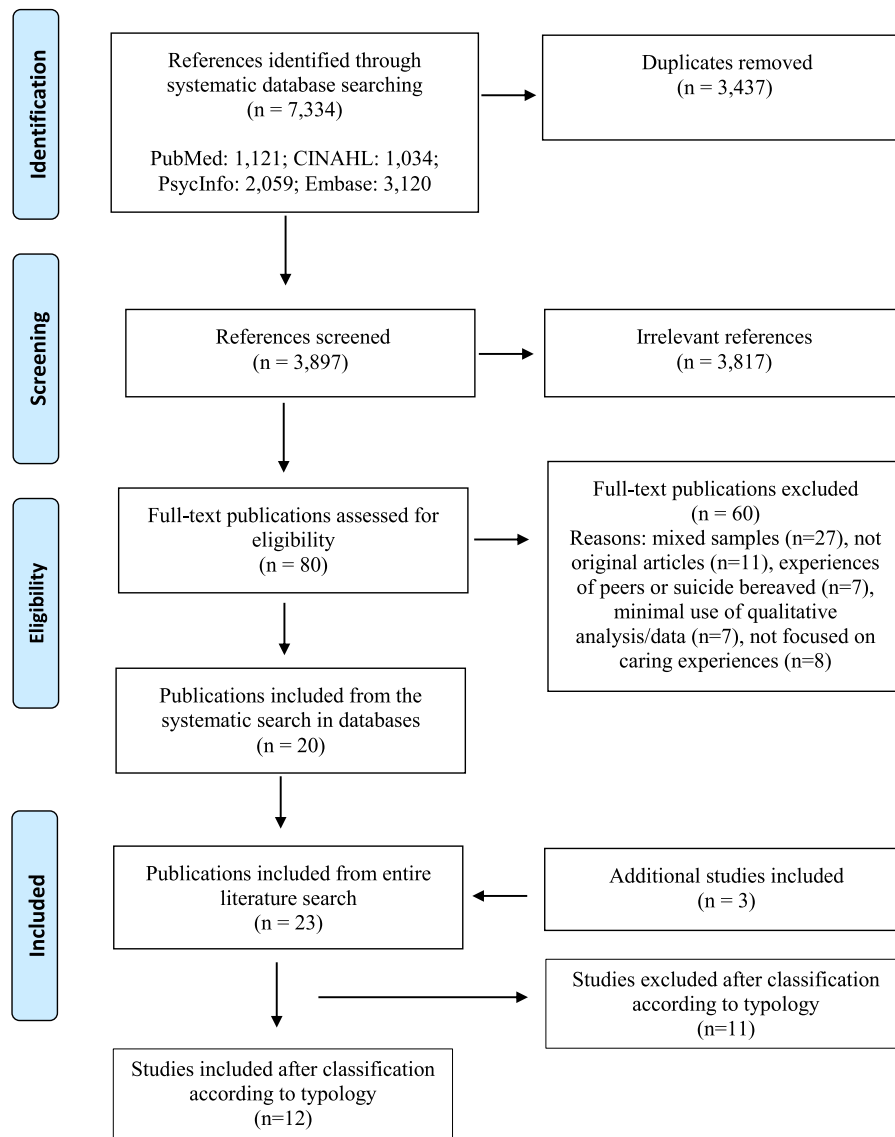 Identification
References identified through
systematic database searching
(n = 7,334)
PubMed: 1,121; CINAHL: 1,034;
PsycInfo: 2,059; Embase: 3,120
Duplicates removed
(n = 3,437)
Screening
References screened
(n = 3,897)
Irrelevant references
(n = 3,817)
Eligibility
Full-text publications assessed for
eligibility
(n = 80)
Full-text publications excluded
(n = 60)
Reasons: mixed samples (n=27), not
original articles (n=11), experiences
of peers or suicide bereaved (n=7),
minimal use of qualitative
analysis/data (n=7), not focused on
caring experiences (n=8)
Publications included from the
systematic search in databases
(n = 20)
Included
Publications included from entire
literature search
(n = 23)
Additional studies included
(n = 3)
Studies excluded after classification
according to typology
(n=11)
Studies included after classification
according to typology
(n=12)